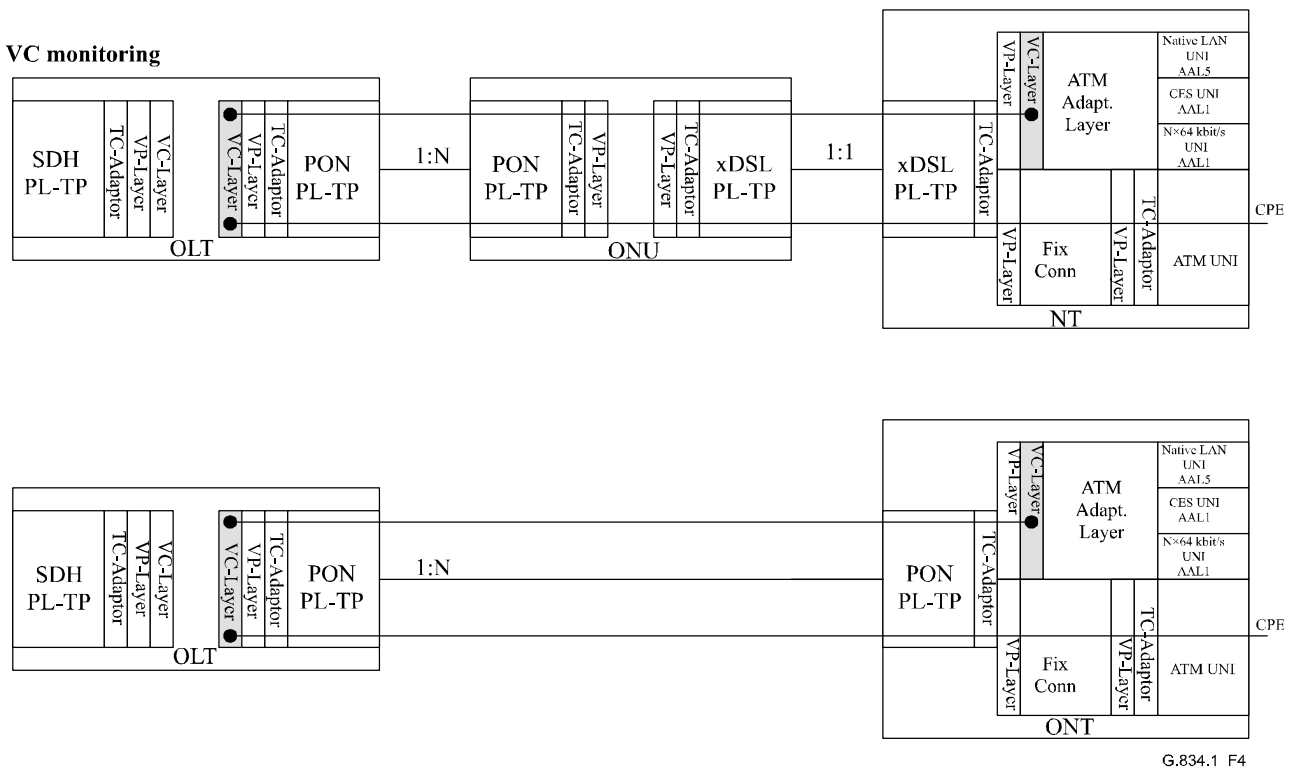 VC monitoring
SDH
PL-TP
TC-Adaptor
VP-Layer
VC-Layer
VC-Layer
VP-Layer
TC-Adaptor
PON
PL-TP
OLT
1:N
PON
PL-TP
TC-Adaptor
VP-Layer
VP-Layer
TC-Adaptor
xDSL
PL-TP
ONU
1:1
xDSL
PL-TP
TC-Adaptor
VP-Layer
VC-Layer
ATM
Adapt.
Layer
Native LAN
UNI
AAL5
CES UNI
AAL1
N×64 kbit/s
UNI
AAL1
VP-Layer
Fix
Conn
VP-Layer
TC-Adaptor
ATM UNI
CPE
NT
SDH
PL-TP
TC-Adaptor
VP-Layer
VC-Layer
VC-Layer
VP-Layer
TC-Adaptor
PON
PL-TP
OLT
1:N
PON
PL-TP
TC-Adaptor
VP-Layer
VC-Layer
ATM
Adapt.
Layer
Native LAN
UNI
AAL5
CES UNI
AAL1
N×64 kbit/s
UNI
AAL1
VP-Layer
Fix
Conn
VP-Layer
TC-Adaptor
ATM UNI
CPE
ONT
G.834.1_F4